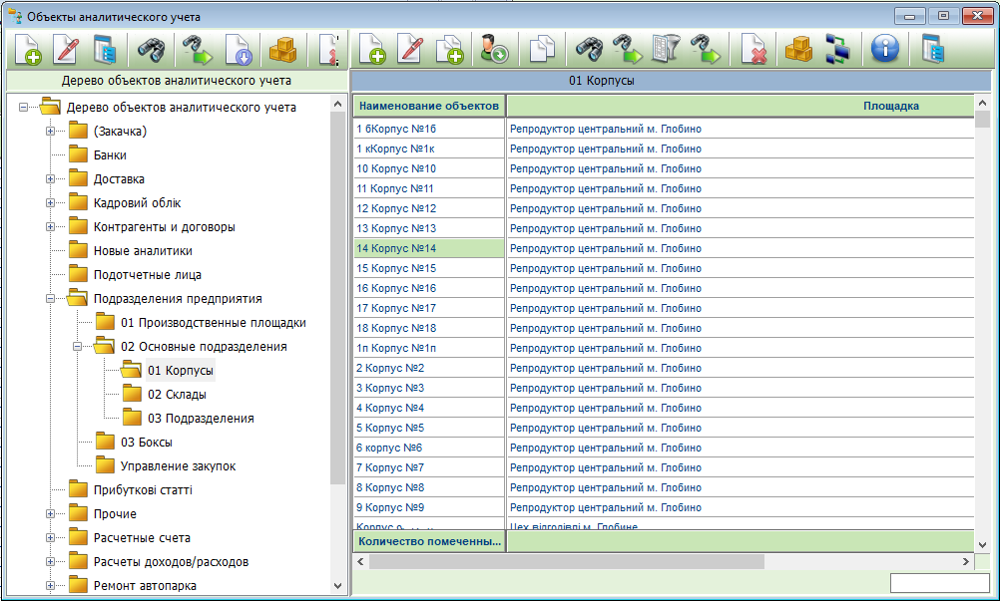 Объекты аналитического учета
Дерево объектов аналитического учета
01 Корпусы
Дерево объектов аналитического учета
(Закачка)
Банки
Доставка
Кадровий облік
Контрагенты и договоры
Новые аналитики
Подотчетные лица
Подразделения предприятия
01 Производственные площадки
02 Основные подразделения
01 Корпусы
02 Склады
03 Подразделения
03 Боксы
Управление закупок
Прибуткові статті
Прочие
Расчетные счета
Расчеты доходов/расходов
Ремонт автопарка
Наименование объектов Площадка
1 бКорпус №1б Репродуктор центральний м. Глобино
1 кКорпус №1к Репродуктор центральний м. Глобино
10 Корпус №10 Репродуктор центральний м. Глобино
11 Корпус №11 Репродуктор центральний м. Глобино
12 Корпус №12 Репродуктор центральний м. Глобино
13 Корпус №13 Репродуктор центральний м. Глобино
14 Корпус №14 Репродуктор центральний м. Глобино
15 Корпус №15 Репродуктор центральний м. Глобино
16 Корпус №16 Репродуктор центральний м. Глобино
17 Корпус №17 Репродуктор центральний м. Глобино
18 Корпус №18 Репродуктор центральний м. Глобино
1п Корпус №1п Репродуктор центральний м. Глобино
2 Корпус №2 Репродуктор центральний м. Глобино
3 Корпус №3 Репродуктор центральний м. Глобино
4 Корпус №4 Репродуктор центральний м. Глобино
5 Корпус №5 Репродуктор центральний м. Глобино
6 корпус №6 Репродуктор центральний м. Глобино
7 Корпус №7 Репродуктор центральний м. Глобино
8 Корпус №8 Репродуктор центральний м. Глобино
9 Корпус №9 Репродуктор центральний м. Глобино
Корпус Цех відгодівлі м. Глобине
Количество помеченны...